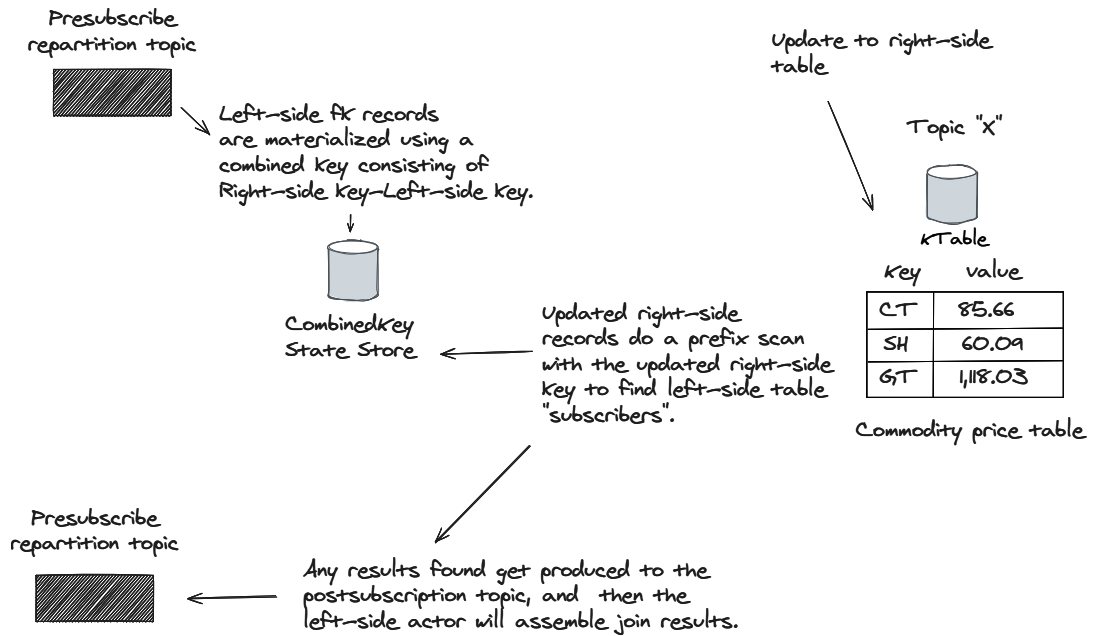 Presubscribe
repartition topic
Left-side fk records
are materialized using a
combined key consisting of
Right-side key-Left-side key.
CombinedKey
State Store
Update to right-side
table
Topic "X"
KTable
Key value
CT 85.66
SH 60.09
GT 1,118.03
Commodity price table
Updated right-side
records do a prefix scan
with the updated right-side
key to find left-side table
"subscribers".
Presubscribe
repartition topic
Any results found get produced to the
postsubscription topic, and then the
left-side actor will assemble join results.